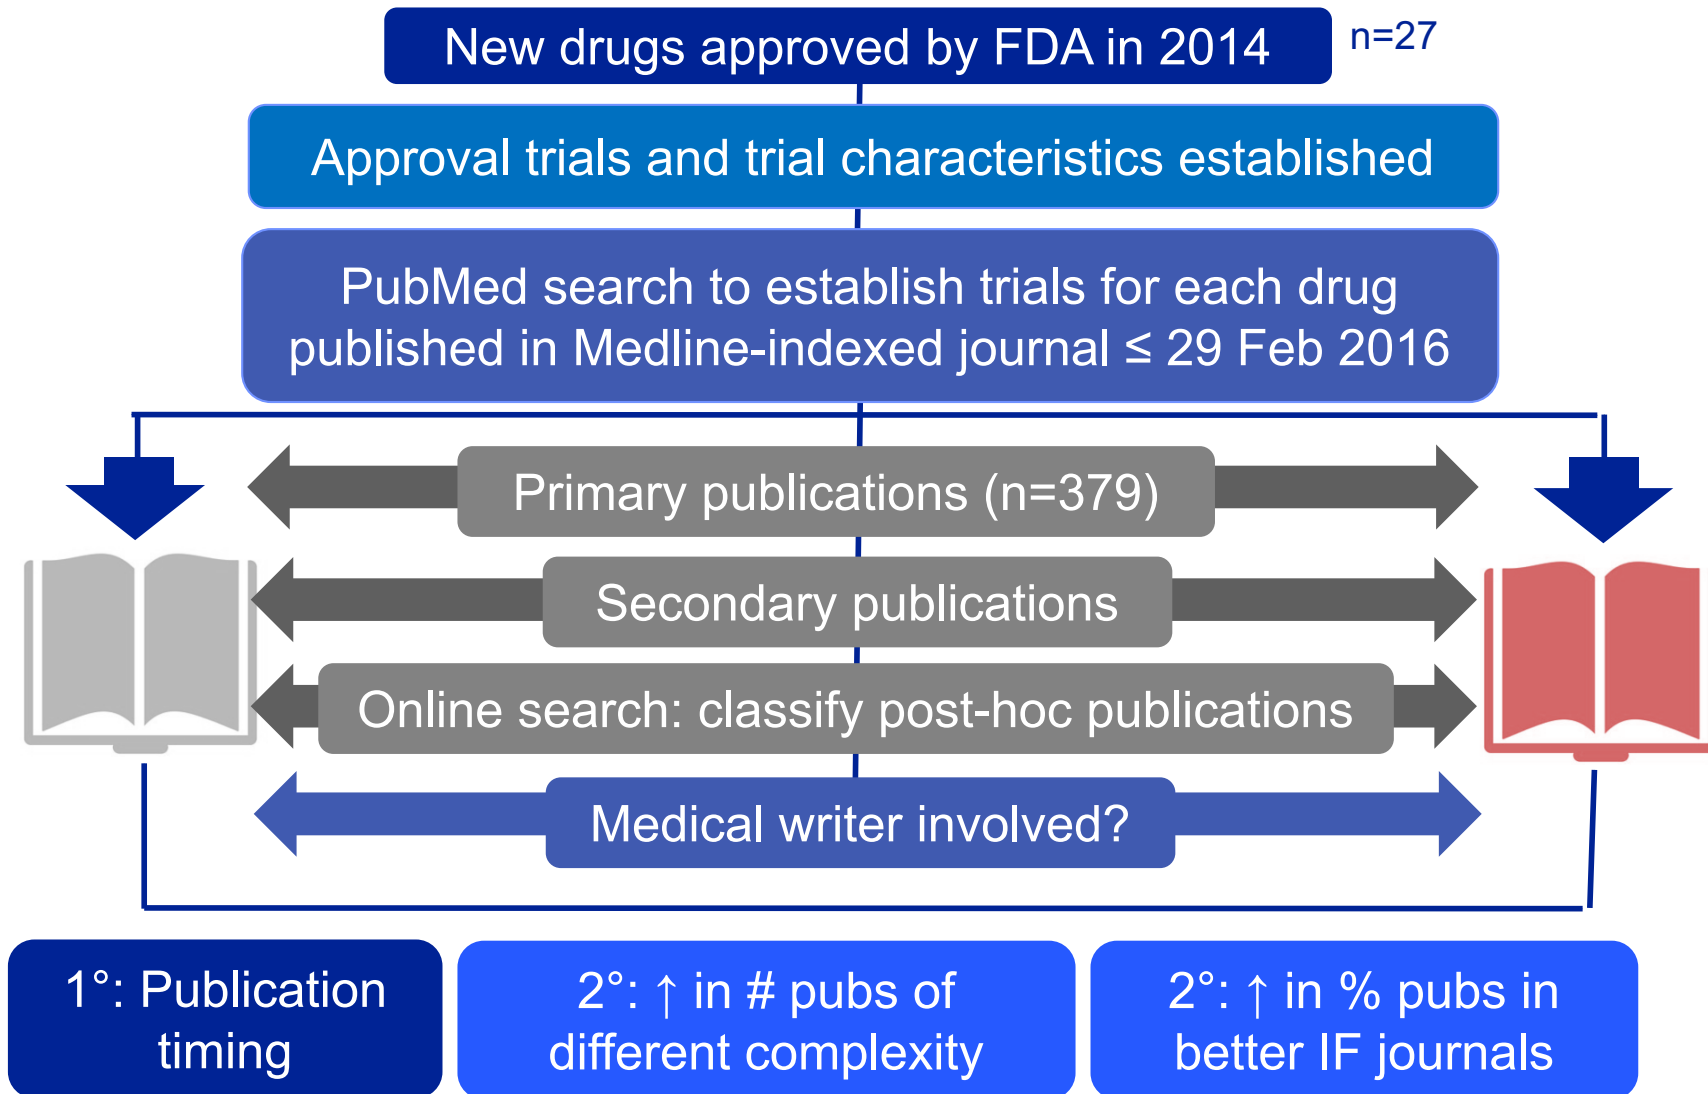 New drugs approved by FDA in 2014
n=27
Approval trials and trial characteristics established
PubMed search to establish trials for each drug
published in Medline-indexed journal ≤ 29 Feb 2016
Primary publications (n=379)
Secondary publications
Online search: classify post-hoc publications
Medical writer involved?
1°: Publication
timing
2°: ↑ in # pubs of
different complexity
2°: ↑ in % pubs in
better IF journals